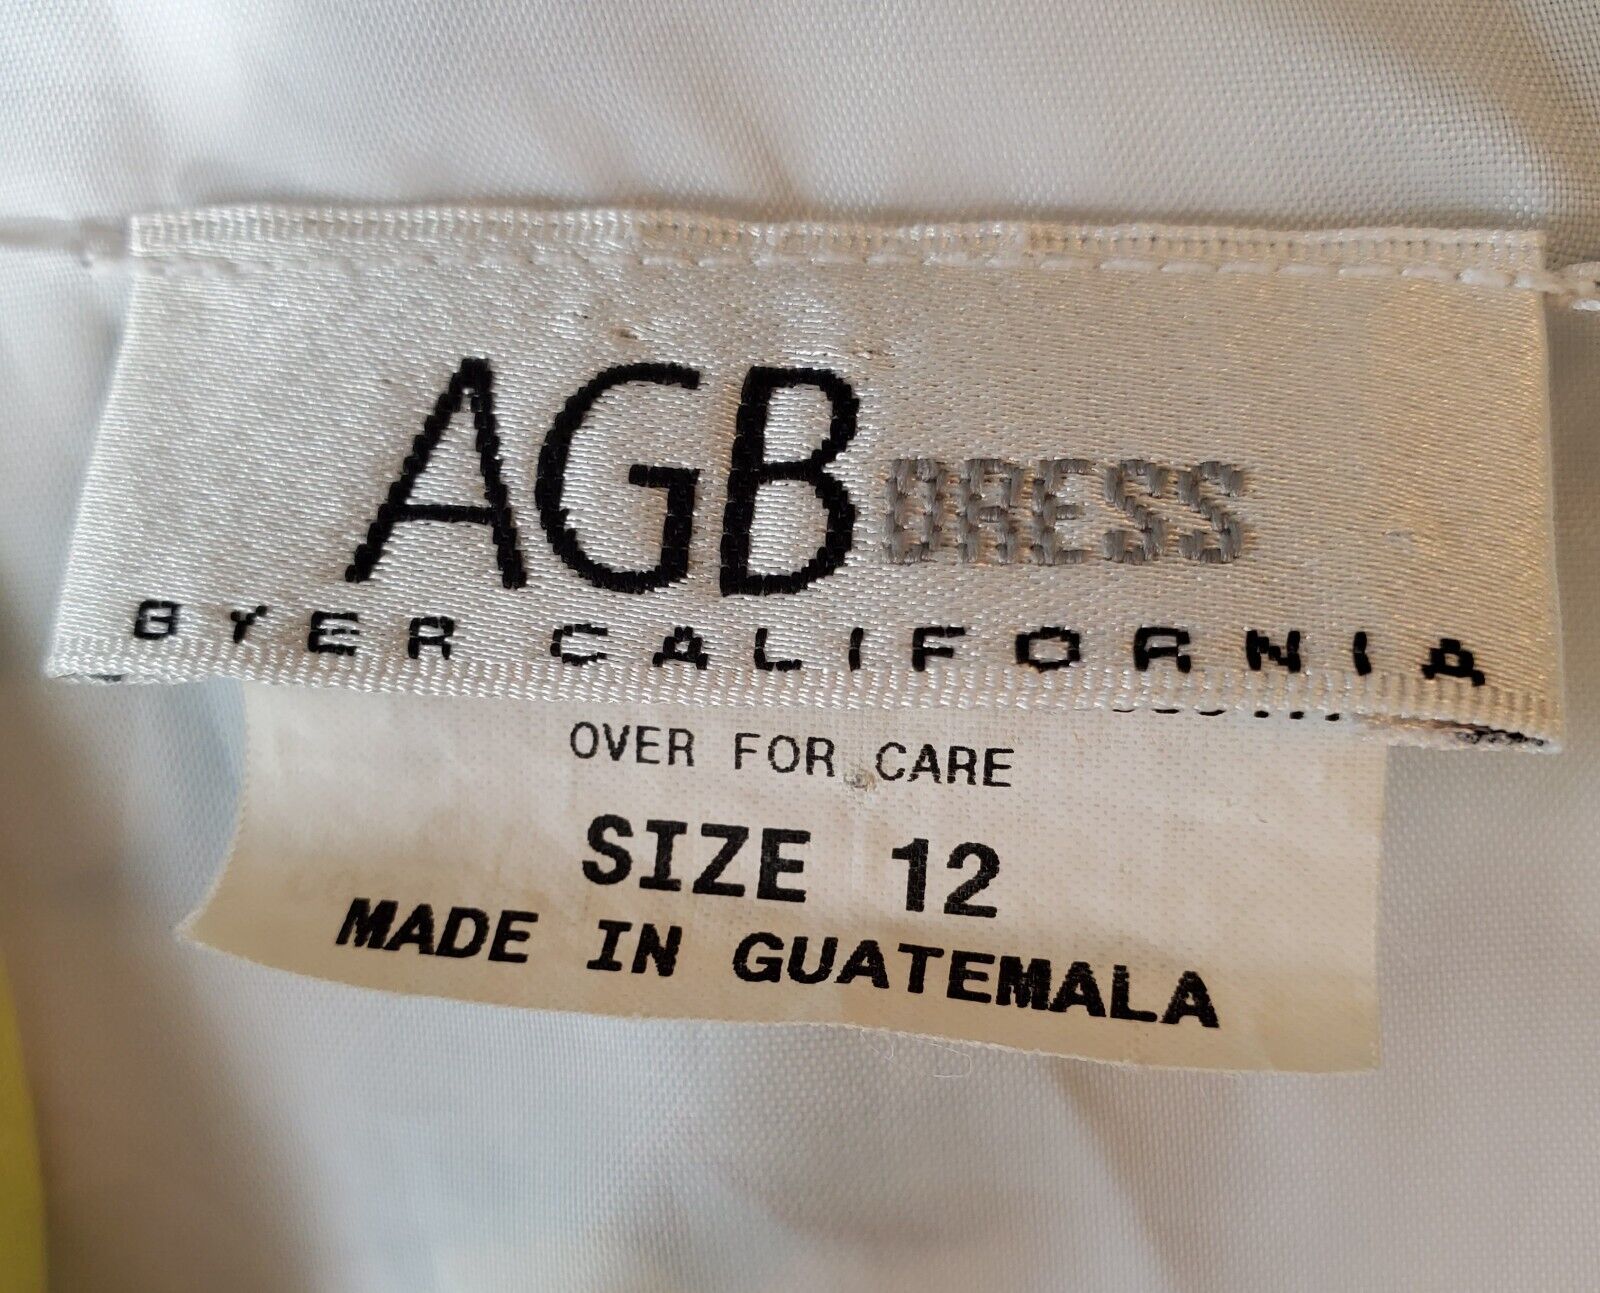 AGB DRESS
BYER CALIFORNIA
OVER FOR CARE
SIZE 12
MADE IN GUATEMALA